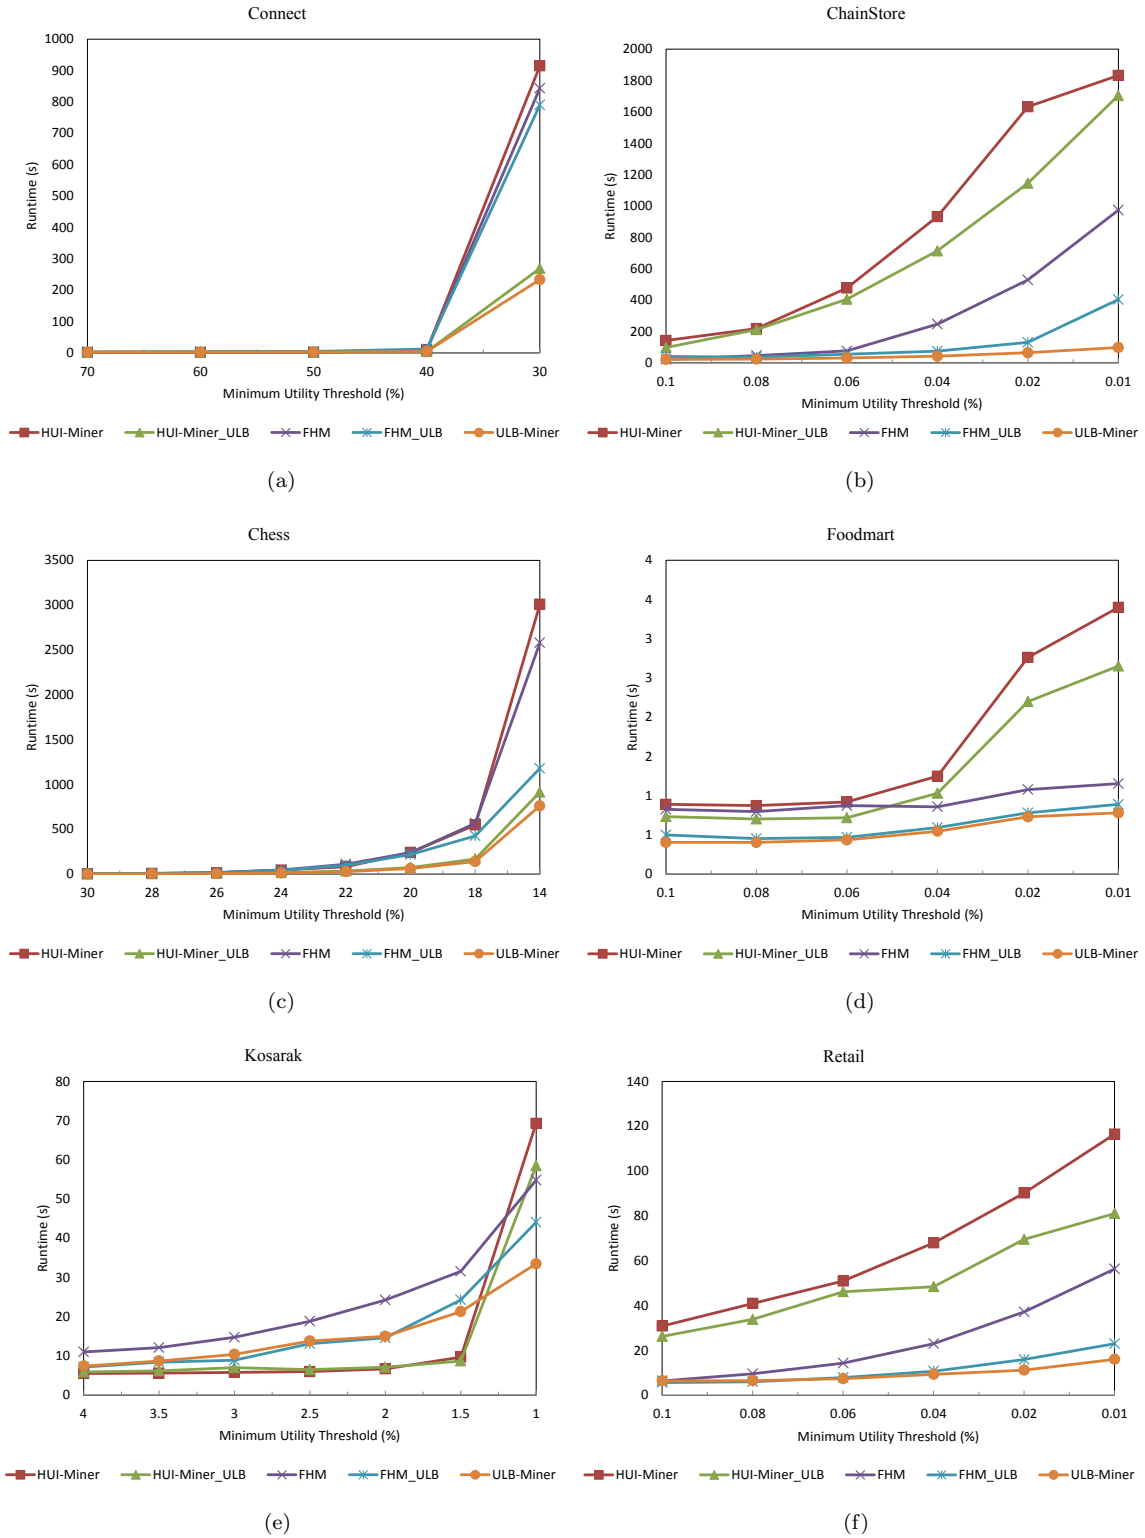 Connect
1000
900
800
700
600
500
400
300
200
100
0
Runtime (s)
70 60 50 40 30
Minimum Utility Threshold (%)
HUI-Miner HUI-Miner_ULB FHM FHM_ULB ULB-Miner
(a)
ChainStore
2000
1800
1600
1400
1200
1000
800
600
400
200
0
Runtime (s)
0.1 0.08 0.06 0.04 0.02 0.01
Minimum Utility Threshold (%)
HUI-Miner HUI-Miner_ULB FHM FHM_ULB ULB-Miner
(b)
Chess
3500
3000
2500
2000
1500
1000
500
0
Runtime (s)
30 28 26 24 22 20 18 14
Minimum Utility Threshold (%)
HUI-Miner HUI-Miner_ULB FHM FHM_ULB ULB-Miner
(c)
Foodmart
4
4
3
3
2
2
1
1
0
Runtime (s)
0.1 0.08 0.06 0.04 0.02 0.01
Minimum Utility Threshold (%)
HUI-Miner HUI-Miner_ULB FHM FHM_ULB ULB-Miner
(d)
Kosarak
80
70
60
50
40
30
20
10
0
Runtime (s)
4 3.5 3 2.5 2 1.5 1
Minimum Utility Threshold (%)
HUI-Miner HUI-Miner_ULB FHM FHM_ULB ULB-Miner
(e)
Retail
140
120
100
80
60
40
20
0
Runtime (s)
0.1 0.08 0.06 0.04 0.02 0.01
Minimum Utility Threshold (%)
HUI-Miner HUI-Miner_ULB FHM FHM_ULB ULB-Miner
(f)